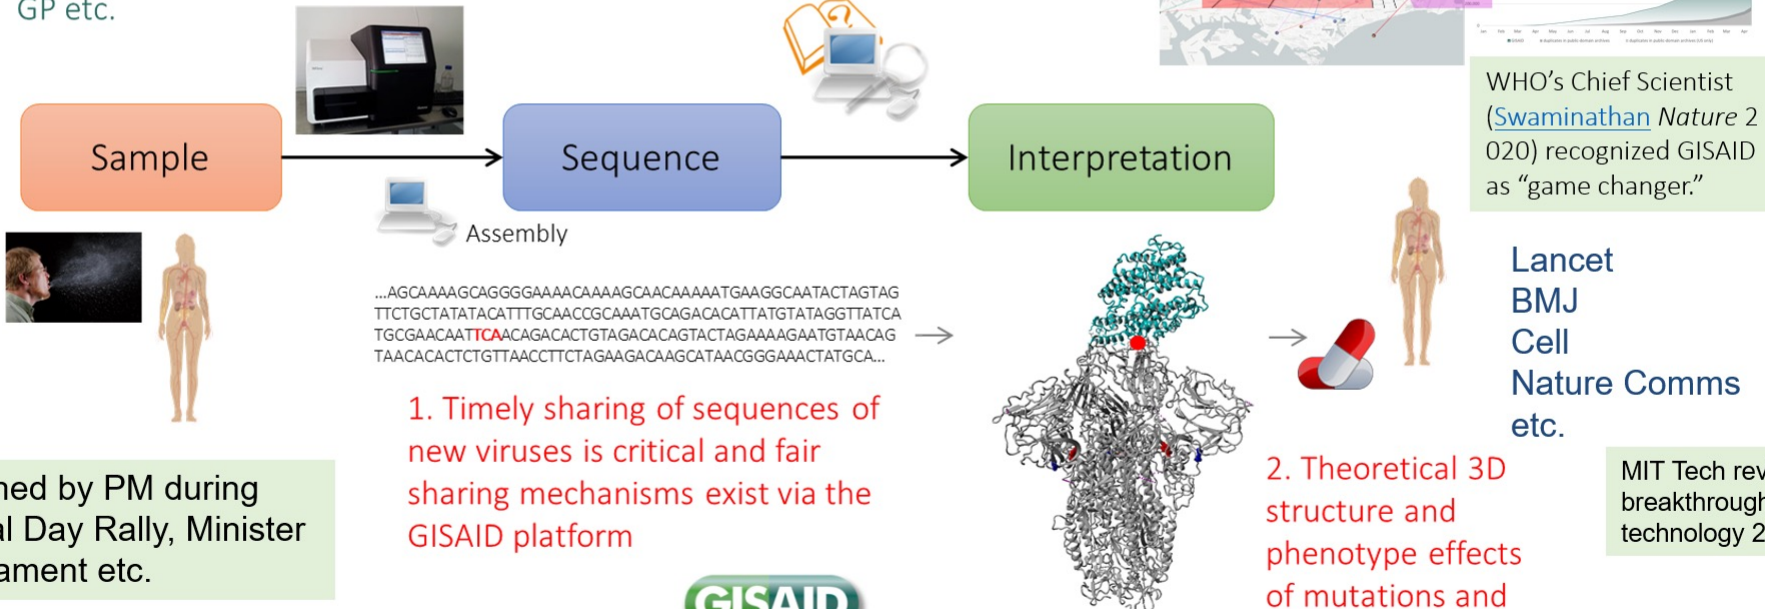 GP etc.
WHO's Chief Scientist
(Swaminathan Nature 2
020) recognized GISAID
as “game changer.”
Sample
Sequence
Interpretation
Assembly
...AGCAAAAGCAGGGGAAAACAAAAGCAACAAAAATGAAGGCAATACTAGTAG
TTCTGCTATATACATTTGCAACCGCAAATGCAGACACATTATGTATAGGTTATCA
TGCGAACAATTCAACAGACACTGTAGACACAGTACTAGAAAAGAATGTAACAG
TAACACACTCTGTTAACCTTCTAGAAGACAAGCATAACGGGAAACTATGCA...
1. Timely sharing of sequences of
new viruses is critical and fair
sharing mechanisms exist via the
GISAID platform
Lancet
BMJ
Cell
Nature Comms
etc.
2. Theoretical 3D
structure and
phenotype effects
of mutations and
MIT Tech rev
breakthrough
technology 2
ned by PM during
al Day Rally, Minister
ament etc.
GISAID